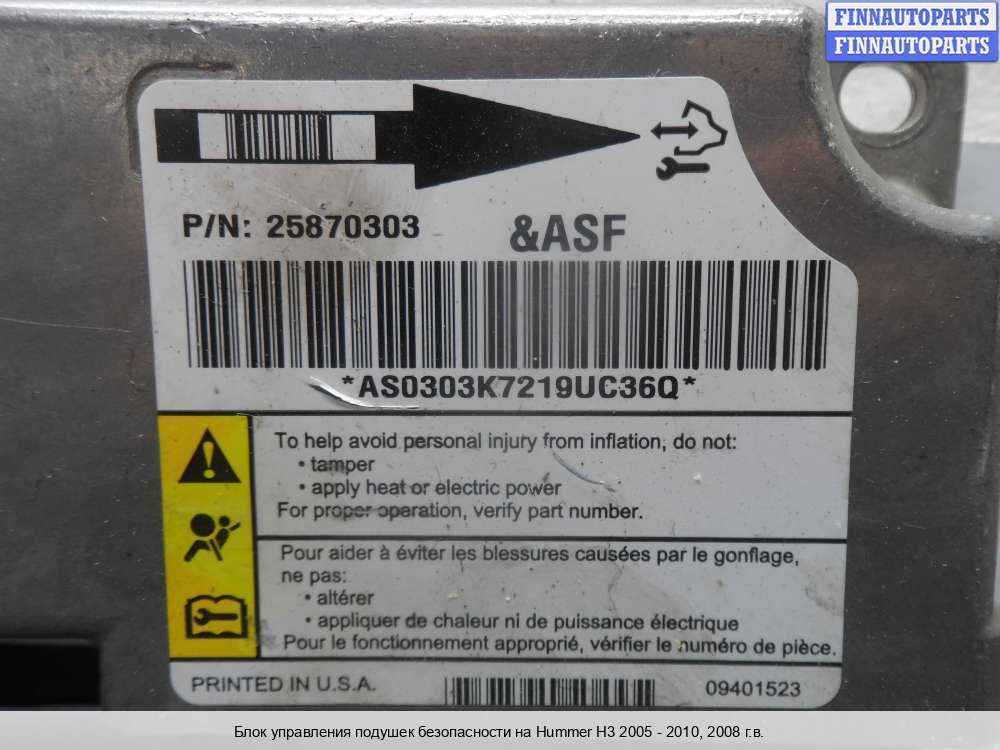 FINNAUTOPARTS
FINNAUTOPARTS
P/N: 25870303
&ASF
*AS0303K7219UC36Q*
To help avoid personal injury from inflation, do not:
• tamper
• apply heat or electric power
For proper operation, verify part number.
Pour aider à éviter les blessures causées par le gonflage,
ne pas:
• altérer
• appliquer de chaleur ni de puissance électrique
Pour le fonctionnement approprié, vérifier le numéro de pièce.
PRINTED IN U.S.A.
09401523
Блок управления подушек безопасности на Hummer H3 2005 - 2010, 2008 г.в.